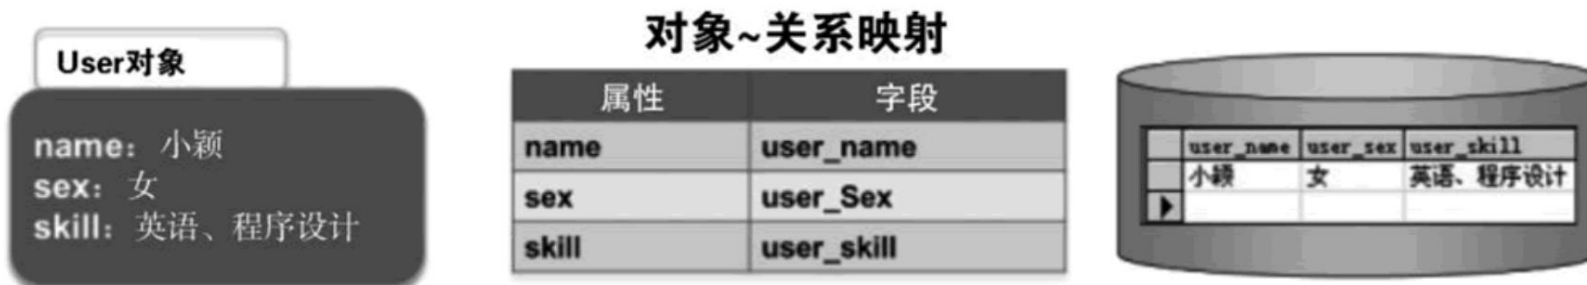 User对象
name：小颖
sex：女
skill：英语、程序设计
对象~关系映射
属性 字段
name user_name
sex user_Sex
skill user_skill
user_name user_sex user_skill
小颖 女 英语、程序设计